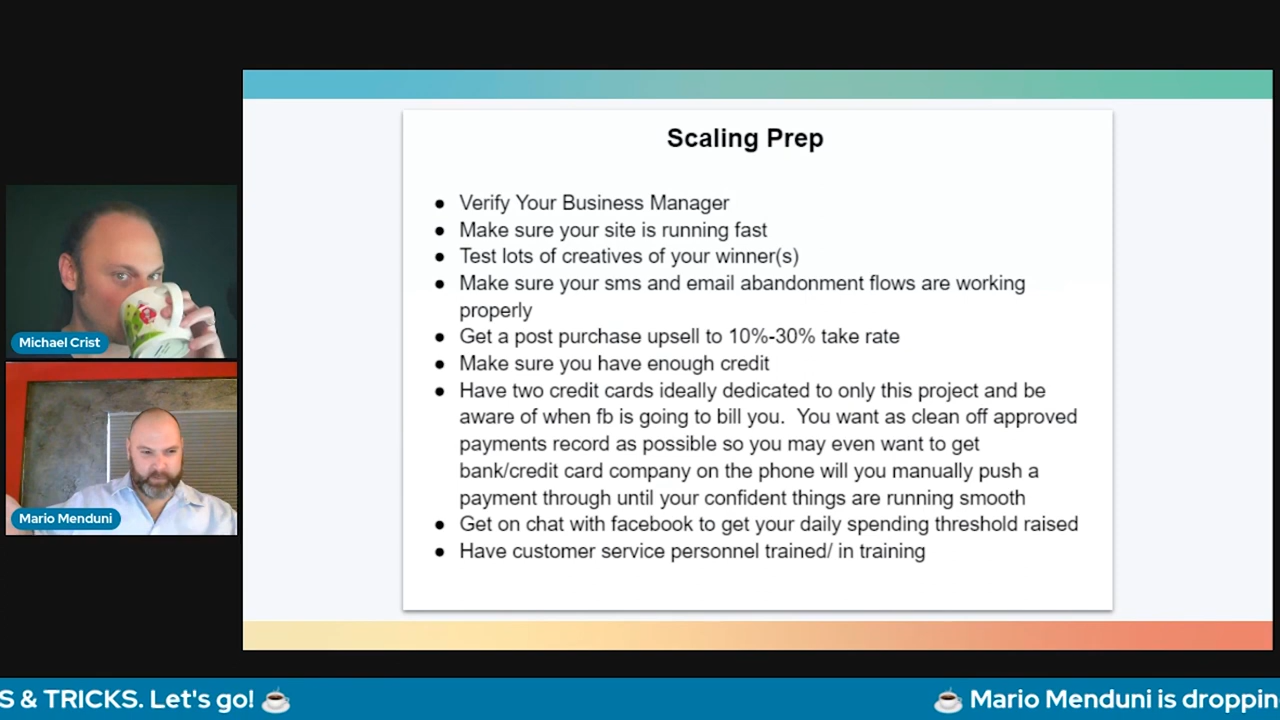 Scaling Prep
● Verify Your Business Manager
● Make sure your site is running fast
● Test lots of creatives of your winner(s)
● Make sure your sms and email abandonment flows are working
properly
● Get a post purchase upsell to 10%-30% take rate
● Make sure you have enough credit
● Have two credit cards ideally dedicated to only this project and be
aware of when fb is going to bill you.  You want as clean off approved
payments record as possible so you may even want to get
bank/credit card company on the phone will you manually push a
payment through until your confident things are running smooth
● Get on chat with facebook to get your daily spending threshold raised
● Have customer service personnel trained/ in training
Michael Crist
Mario Menduni
S & TRICKS. Let's go! ☕ ☕ Mario Menduni is droppin